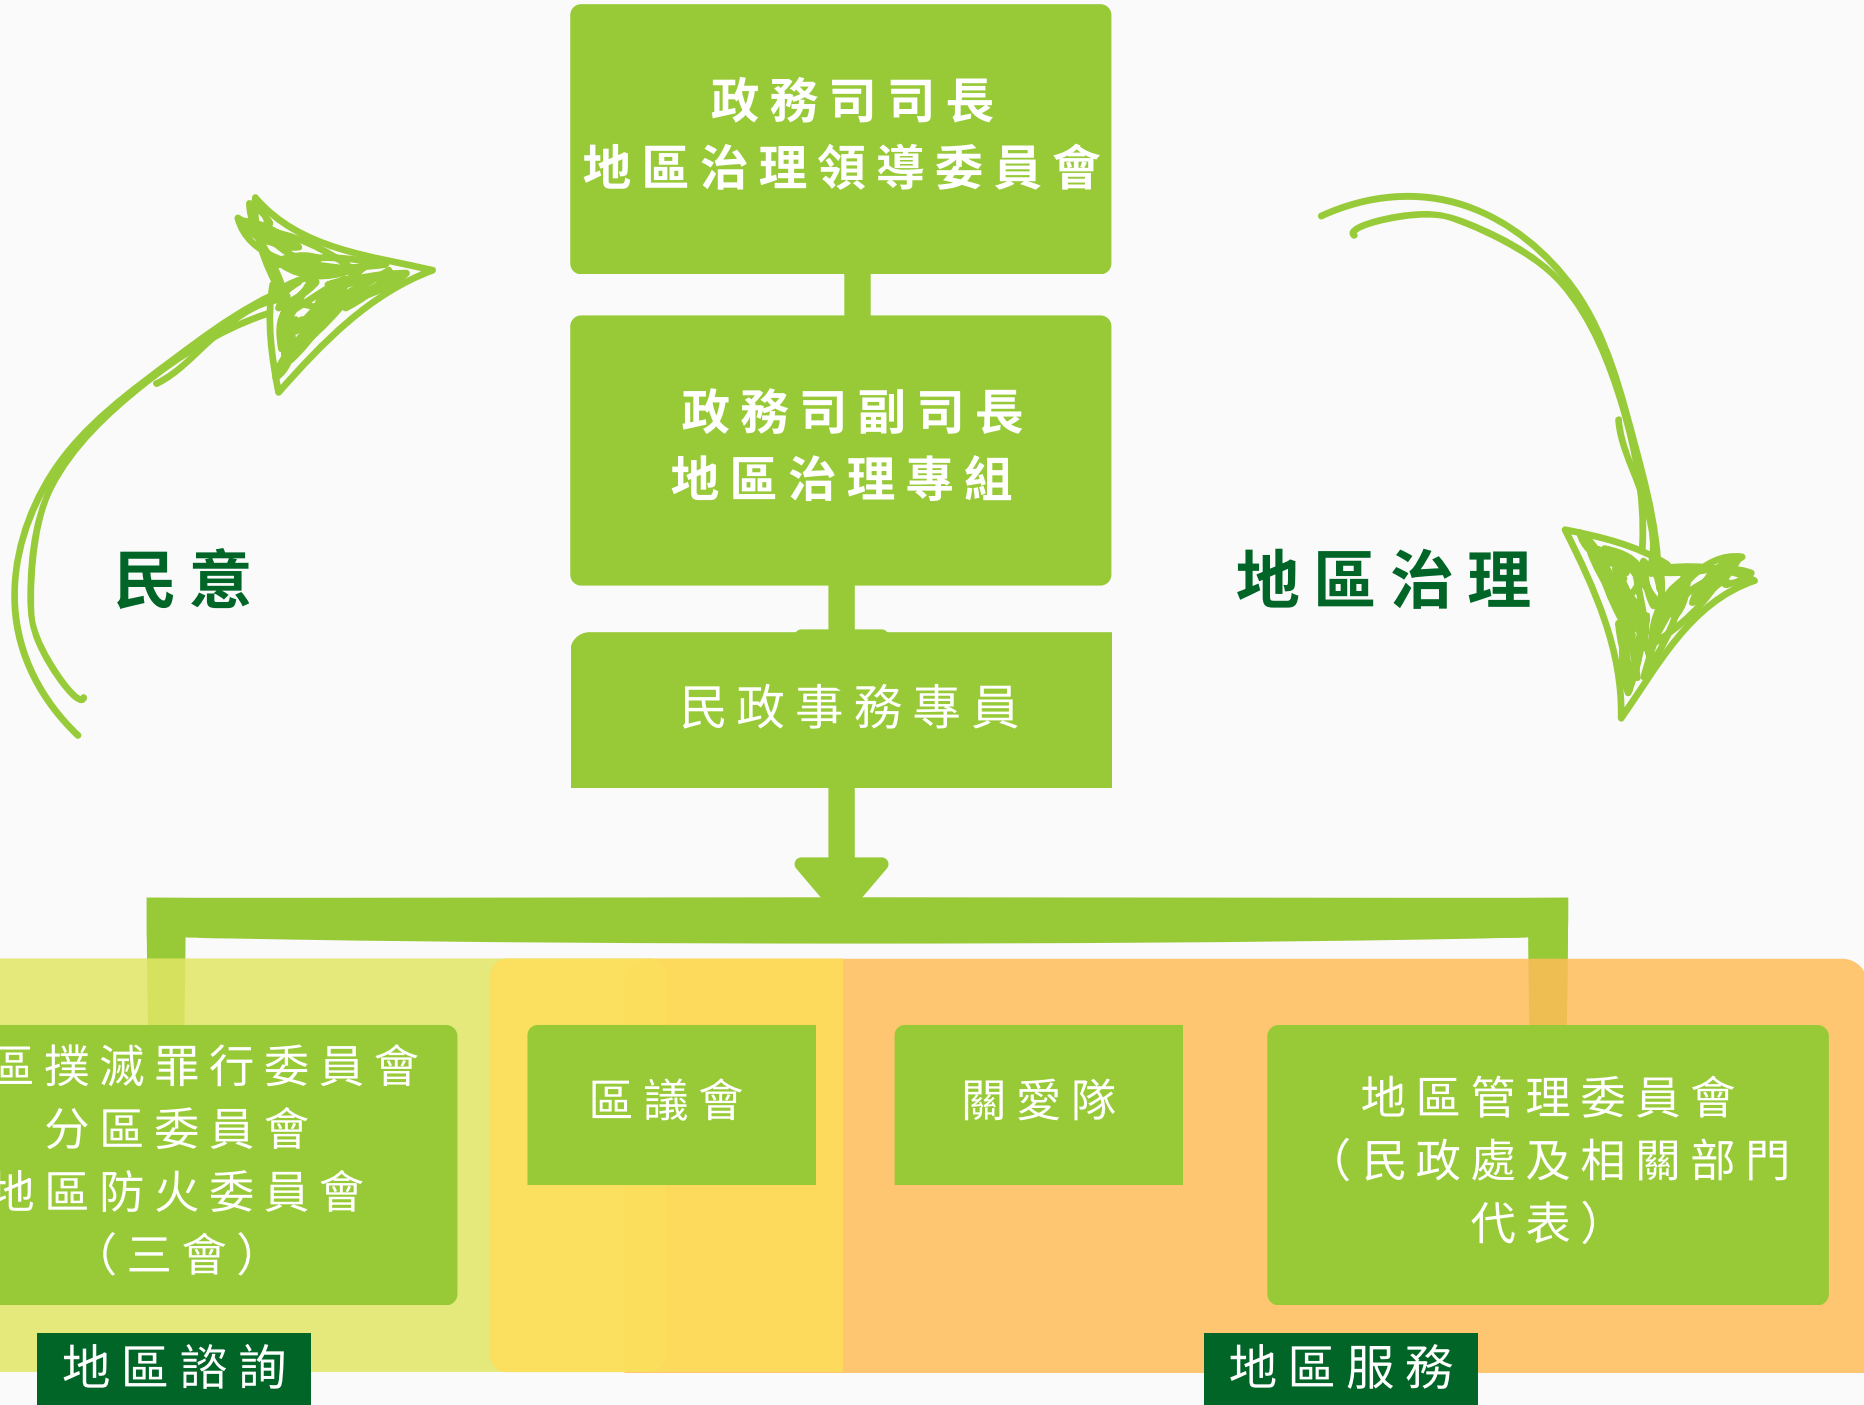 政務司司長
地區治理領導委員會
政務司副司長
地區治理專組
民意
地區治理
民政事務專員
區撲滅罪行委員會
分區委員會
地區防火委員會
（三會）
區議會
關愛隊
地區管理委員會
（民政處及相關部門
代表）
地區諮詢
地區服務